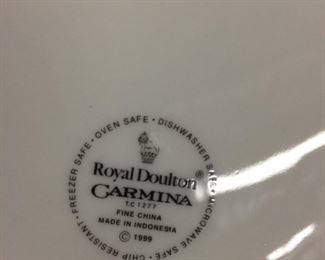 FREEZER SAFE · OVEN SAFE · DISHWASHER SAFE · MICROWAVE SAFE · CHIP RESISTANT ·
Royal Doulton®
CARMINA
T.C 1277
FINE CHINA
MADE IN INDONESIA
© 1999